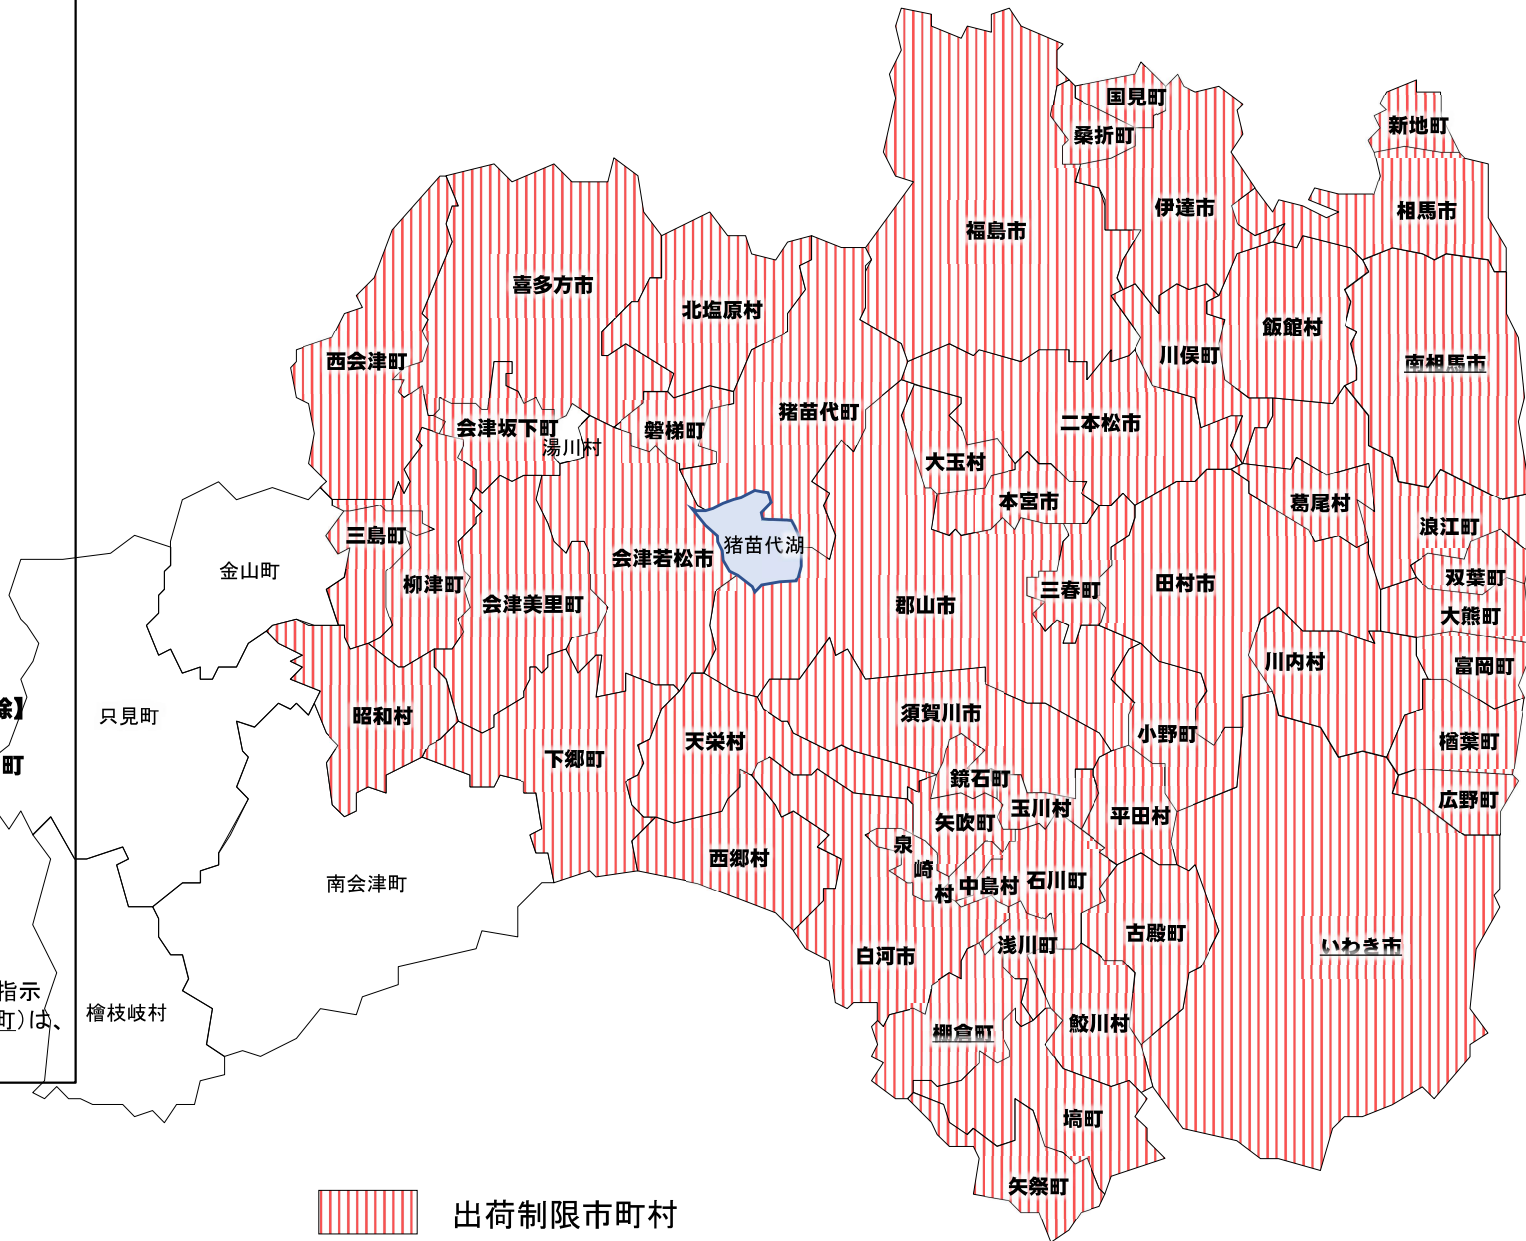 国見町
桑折町
新地町
伊達市
相馬市
福島市
喜多方市
北塩原村
飯館村
西会津町
川俣町
南相馬市
猪苗代町
二本松市
会津坂下町
磐梯町
湯川村
大玉村
本宮市
葛尾村
浪江町
三島町
猪苗代湖
会津若松市
金山町
柳津町
双葉町
田村市
三春町
会津美里町
郡山市
大熊町
川内村
富岡町
除】
只見町
昭和村
須賀川市
小野町
天栄村
楢葉町
下郷町
町
鏡石町
広野町
玉川村
平田村
矢吹町
泉
崎
村
西郷村
中島村
石川町
南会津町
古殿町
浅川町
いわき市
白河市
指示
檜枝岐村
町)は、
鮫川村
棚倉町
塙町
矢祭町
出荷制限市町村